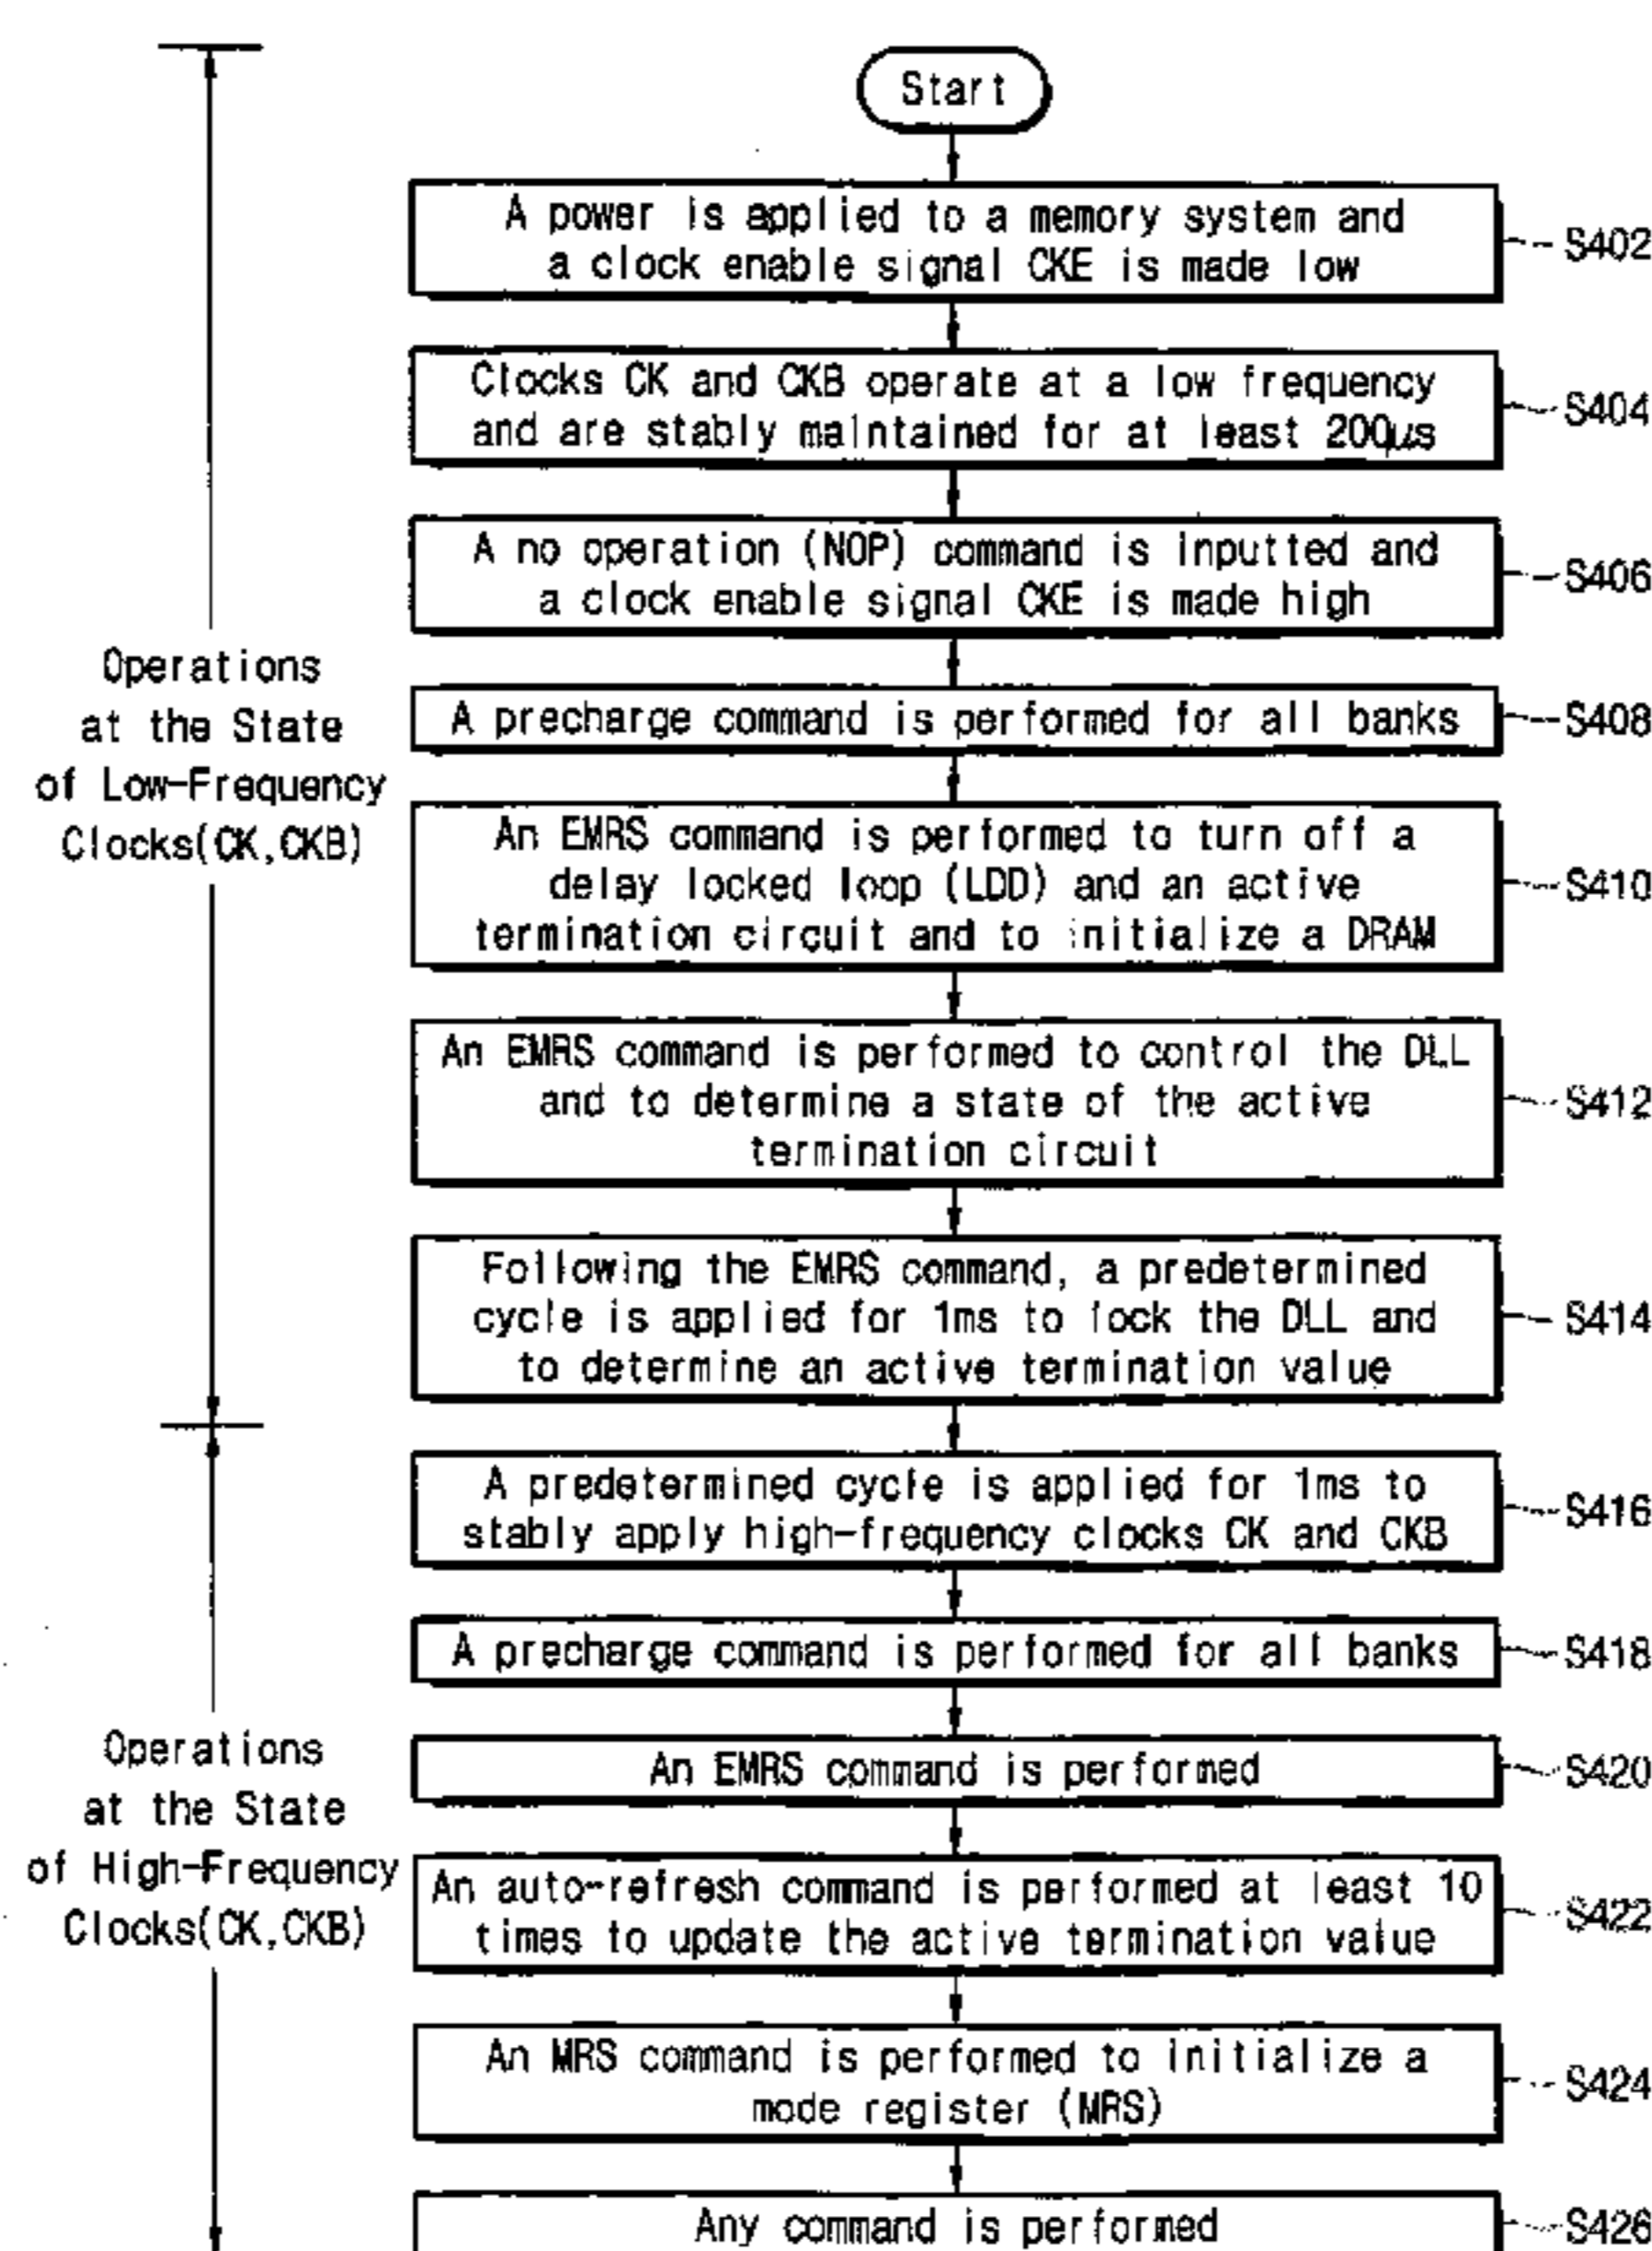 Start
A power is applied to a memory system and
a clock enable signal CKE is made low
S402
Clocks CK and CKB operate at a low frequency
and are stably maintained for at least 200μs
S404
A no operation (NOP) command is inputted and
a clock enable signal CKE is made high
S406
Operations
at the State
of Low-Frequency
Clocks(CK,CKB)
A precharge command is performed for all banks
S408
An EMRS command is performed to turn off a
delay locked loop (LDD) and an active
termination circuit and to initialize a DRAM
S410
An EMRS command is performed to control the DLL
and to determine a state of the active
termination circuit
S412
Following the EMRS command, a predetermined
cycle is applied for 1ms to lock the DLL and
to determine an active termination value
S414
A predetermined cycle is applied for 1ms to
stably apply high-frequency clocks CK and CKB
S416
A precharge command is performed for all banks
S418
Operations
at the State
of High-Frequency
Clocks(CK,CKB)
An EMRS command is performed
S420
An auto-refresh command is performed at least 10
times to update the active termination value
S422
An MRS command is performed to initialize a
mode register (MRS)
S424
Any command is performed
S426